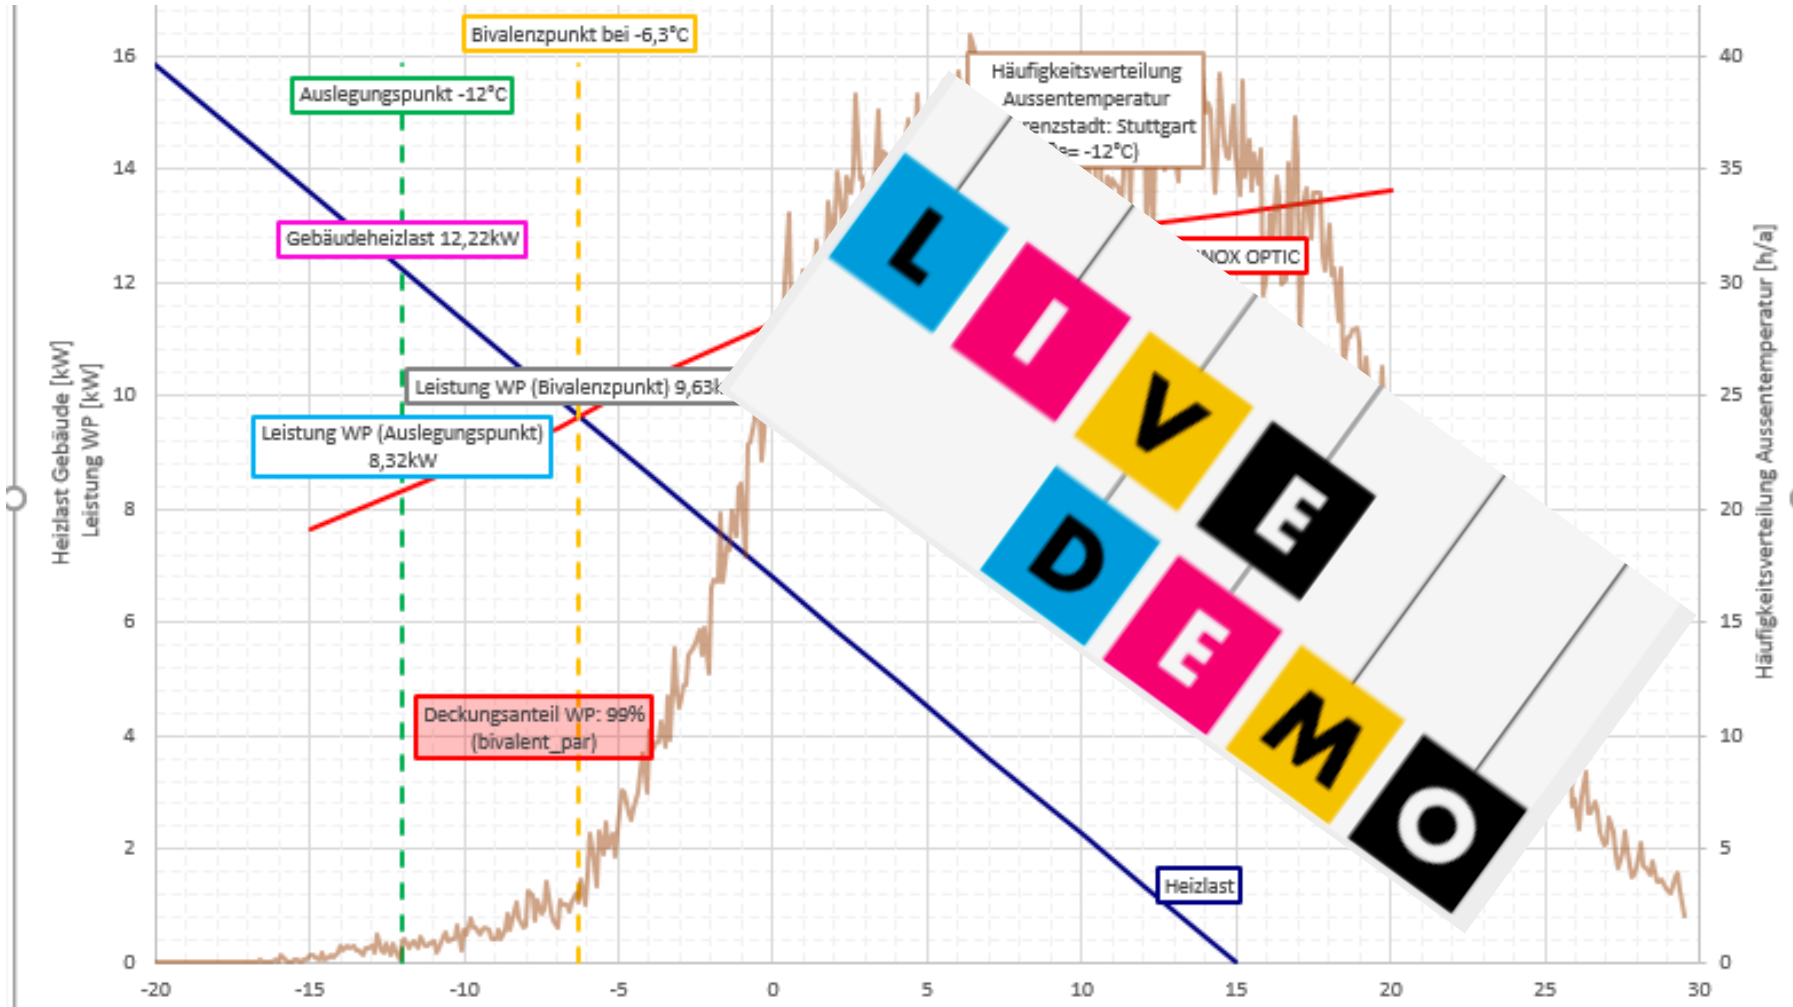 Bivalenzpunkt bei -6,3°C
Auslegungspunkt -12°C
Häufigkeitsverteilung
Aussentemperatur
Stuttgart
-12°C)
Gebäudeheizlast 12,22kW
OPTIC
Leistung WP (Bivalenzpunkt) 9,63
Leistung WP (Auslegungspunkt)
8,32kW
Deckungsanteil WP: 99%
(bivalent_par)
Heizlast
LIVE
DEMO
Heizlast Gebäude [kW]
Leistung WP [kW]
16
14
12
10
8
6
4
2
0
Häufigkeitsverteilung Aussentemperatur [h/a]
40
35
30
25
20
15
10
5
0
-20 -15 -10 -5 0 5 10 15 20 25 30